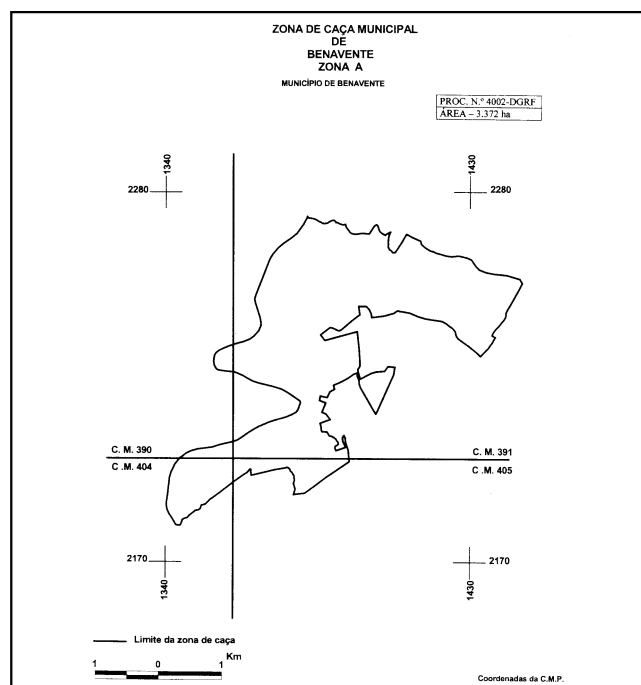 ZONA DE CAÇA MUNICIPAL
DE
BENAVENTE
ZONA A
MUNICÍPIO DE BENAVENTE
PROC. N.º 4002-DGRF
ÁREA – 3.372 ha
1340
1430
2280
2280
C. M. 390
C. M. 391
C .M. 404
C .M. 405
2170
2170
1340
1430
Limite da zona de caça
Km
1 0 1
Coordenadas da C.M.P.